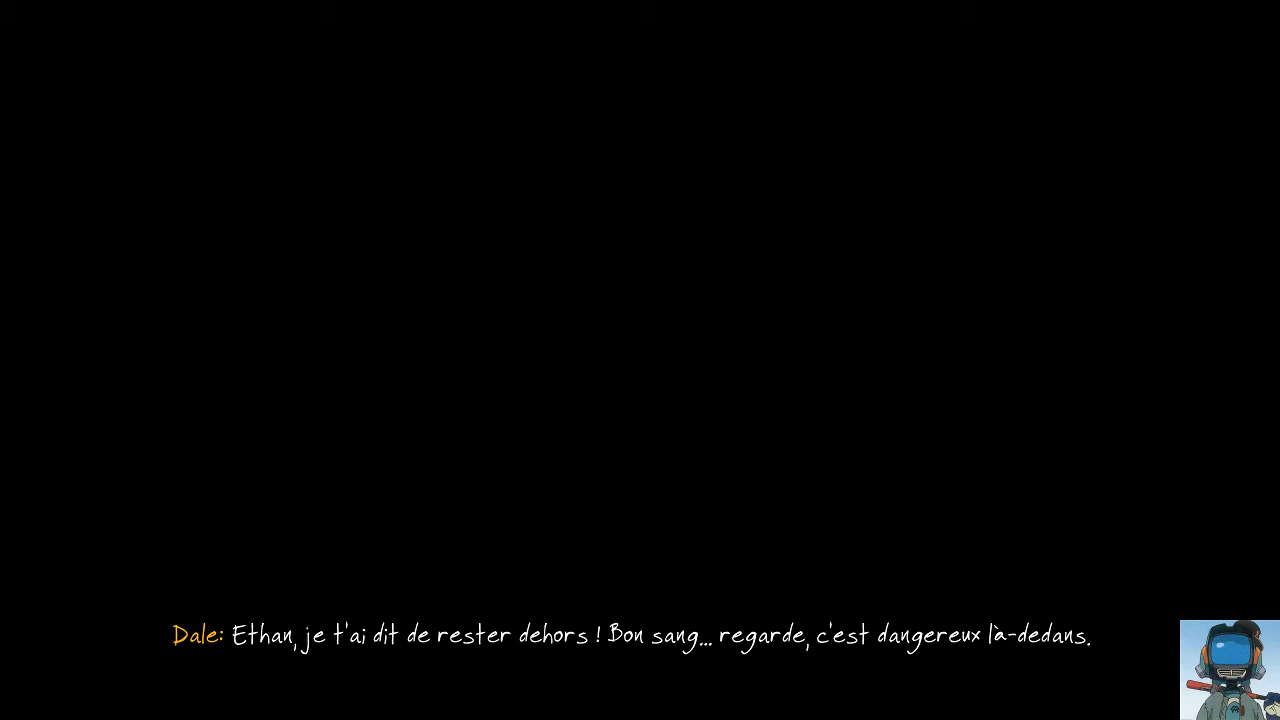 Dale: Ethan, je t'ai dit de rester dehors ! Bon sang... regarde, c'est dangereux là-dedans.